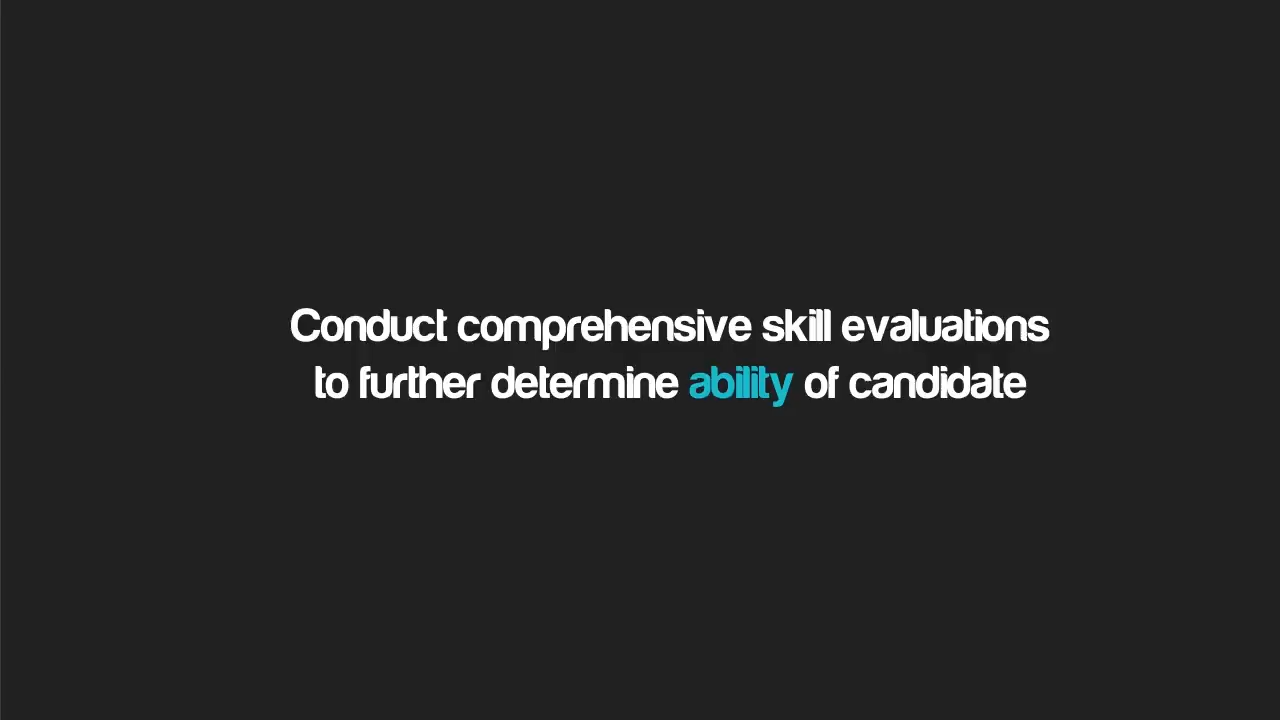 Conduct comprehensive skill evaluations
to further determine ability of candidate